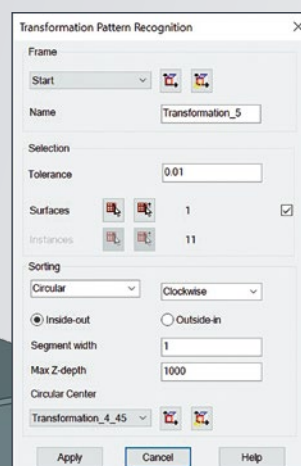 Transformation Pattern Recognition
Frame
Start
Name Transformation_5
Selection
Tolerance 0.01
Surfaces 1
Instances 11
Sorting
Circular Clockwise
Inside-out Outside-in
Segment width 1
Max Z-depth 1000
Circular Center
Transformation_4_45
Apply Cancel Help